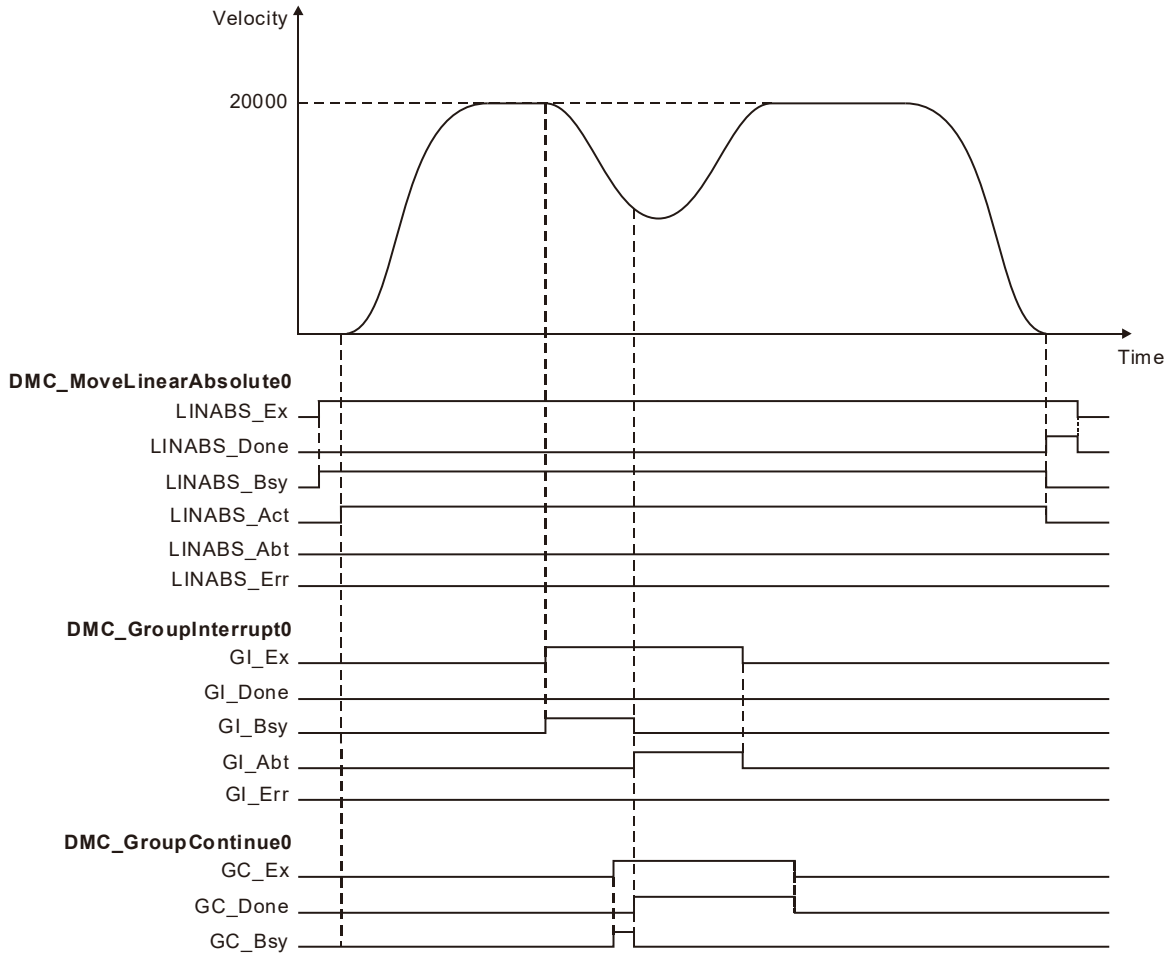 Velocity
20000
Time
DMC_MoveLinearAbsolute0
LINABS_Ex
LINABS_Done
LINABS_Bsy
LINABS_Act
LINABS_Abt
LINABS_Err
DMC_GroupInterrupt0
GI_Ex
GI_Done
GI_Bsy
GI_Abt
GI_Err
DMC_GroupContinue0
GC_Ex
GC_Done
GC_Bsy